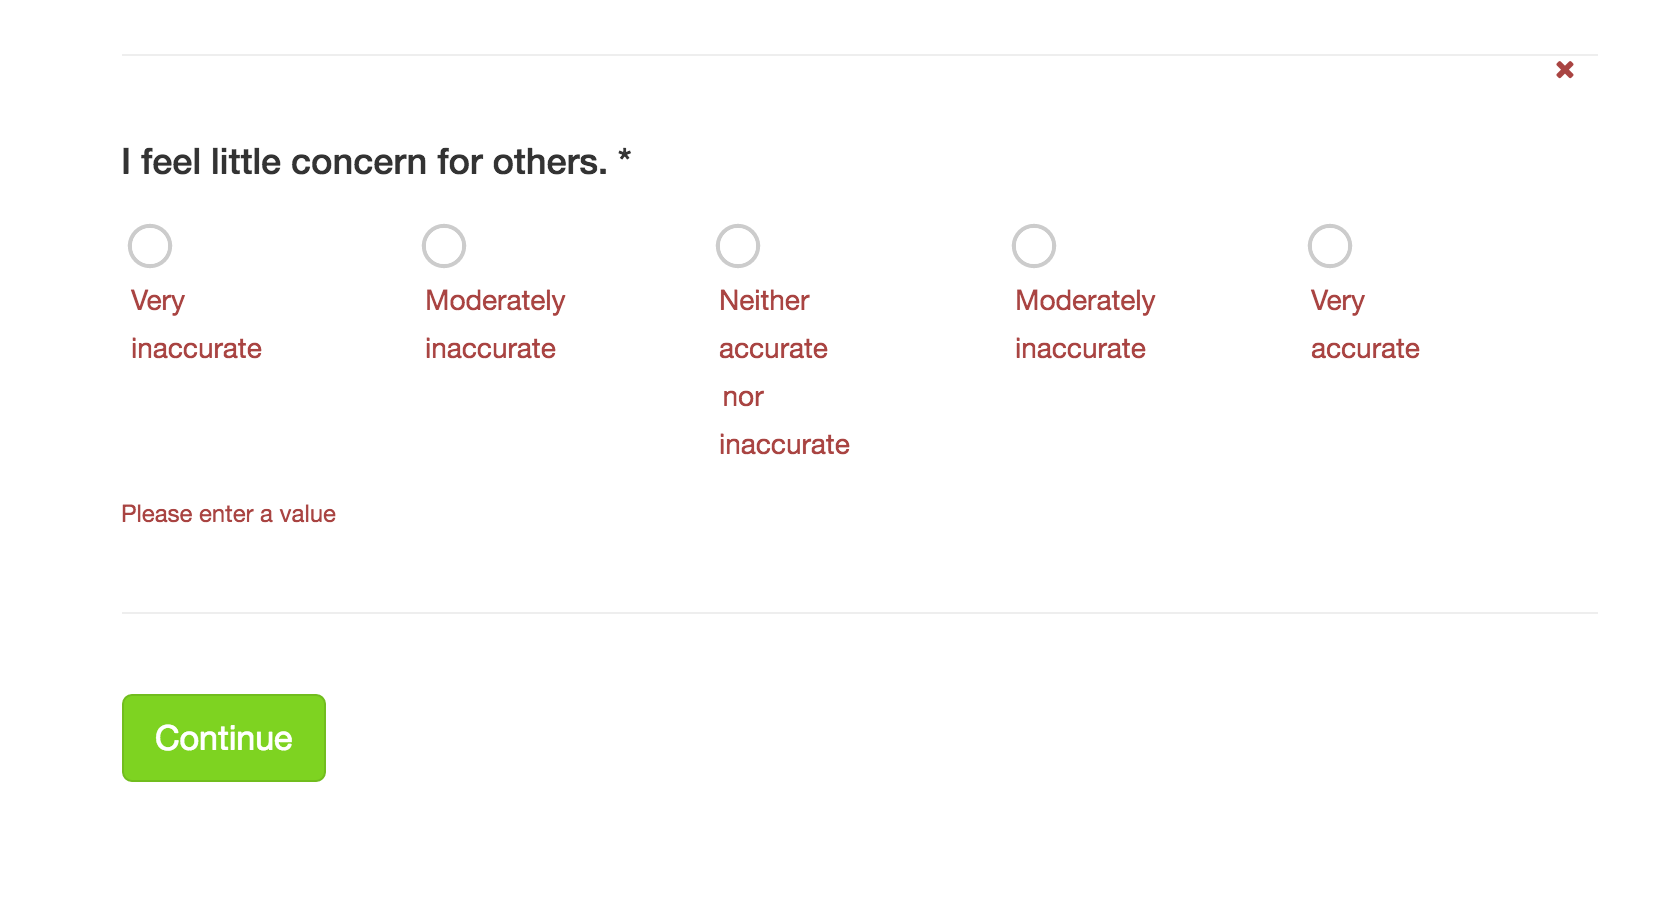 I feel little concern for others. *
Very inaccurate
Moderately inaccurate
Neither accurate nor inaccurate
Moderately inaccurate
Very accurate
Please enter a value
Continue